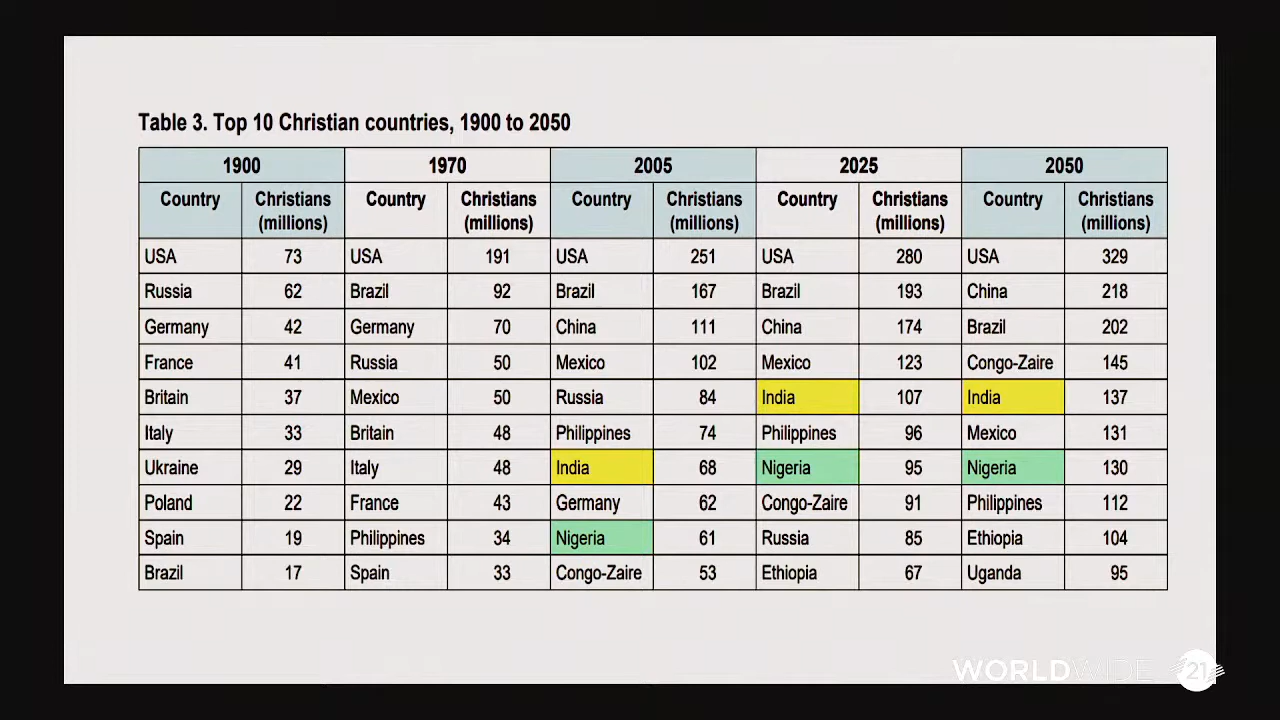 Table 3. Top 10 Christian countries, 1900 to 2050
1900 1970 2005 2025 2050
Country Christians (millions) Country Christians (millions) Country Christians (millions) Country Christians (millions) Country Christians (millions)
USA 73 USA 191 USA 251 USA 280 USA 329
Russia 62 Brazil 92 Brazil 167 Brazil 193 China 218
Germany 42 Germany 70 China 111 China 174 Brazil 202
France 41 Russia 50 Mexico 102 Mexico 123 Congo-Zaire 145
Britain 37 Mexico 50 Russia 84 India 107 India 137
Italy 33 Britain 48 Philippines 74 Philippines 96 Mexico 131
Ukraine 29 Italy 48 India 68 Nigeria 95 Nigeria 130
Poland 22 France 43 Germany 62 Congo-Zaire 91 Philippines 112
Spain 19 Philippines 34 Nigeria 61 Russia 85 Ethiopia 104
Brazil 17 Spain 33 Congo-Zaire 53 Ethiopia 67 Uganda 95
WORLDWIDE 21